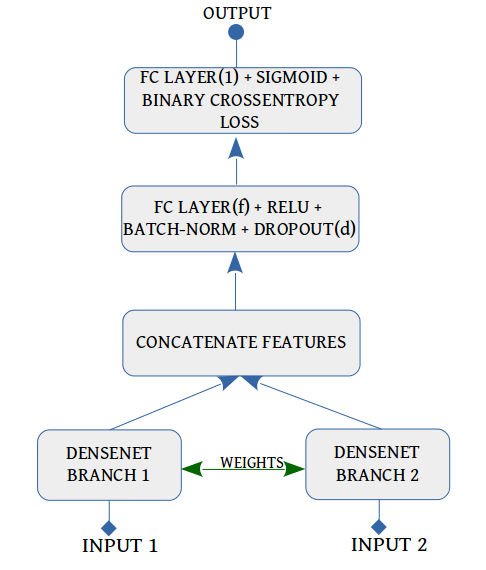 OUTPUT
FC LAYER(1) + SIGMOID +
BINARY CROSSENTROPY
LOSS
FC LAYER(f) + RELU +
BATCH-NORM + DROPOUT(d)
CONCATENATE FEATURES
DENSENET
BRANCH 1
WEIGHTS
DENSENET
BRANCH 2
INPUT 1
INPUT 2